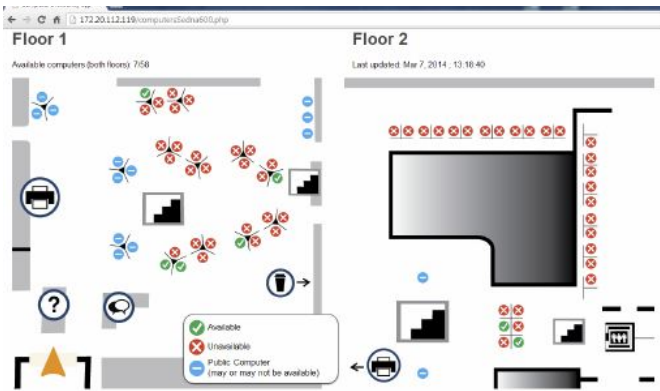 172.20.112.119/computersSedna600.php
Floor 1
Floor 2
Available computers (both floors): 7/58
Last updated: Mar 7, 2014 , 13:18:40
?
Available
Unavailable
Public Computer
(may or may not be available)